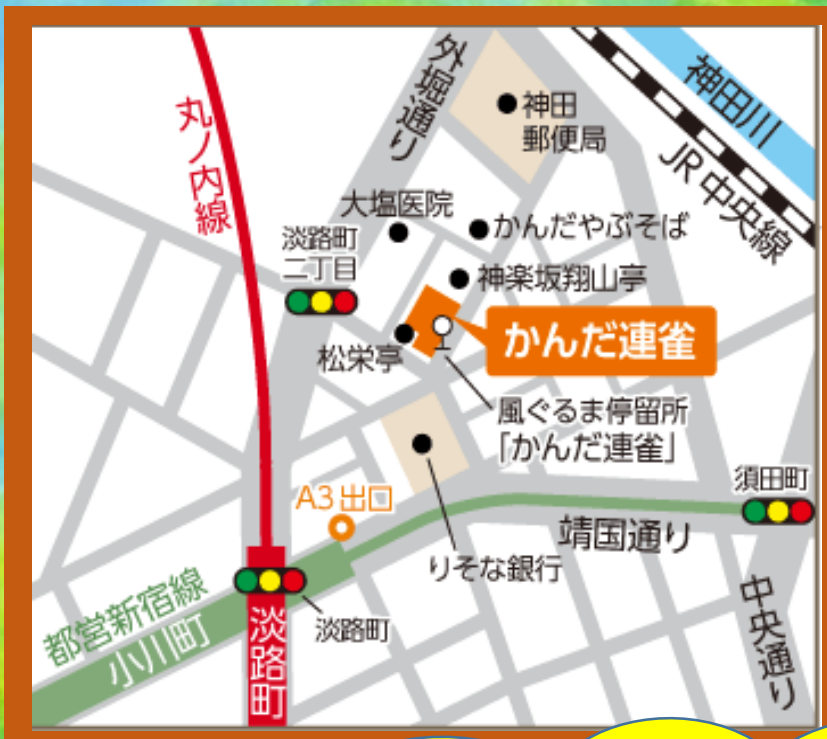 外堀通り
神田
郵便局
神田川
JR中央線
丸ノ内線
大塩医院
かんだやぶそば
淡路町
二丁目
神楽坂翔山亭
かんだ連雀
松栄亭
風ぐるま停留所
「かんだ連雀」
須田町
A3出口
靖国通り
りそな銀行
都営新宿線
小川町
淡路町
淡路町
中央通り